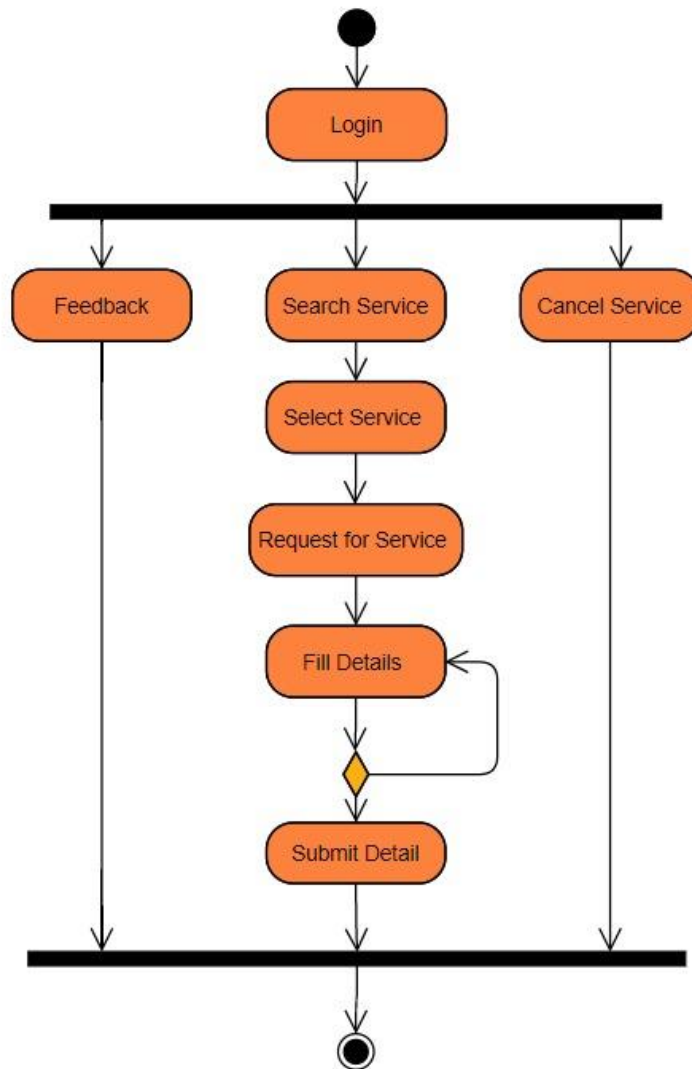 Login
Feedback
Search Service
Cancel Service
Select Service
Request for Service
Fill Details
Submit Detail